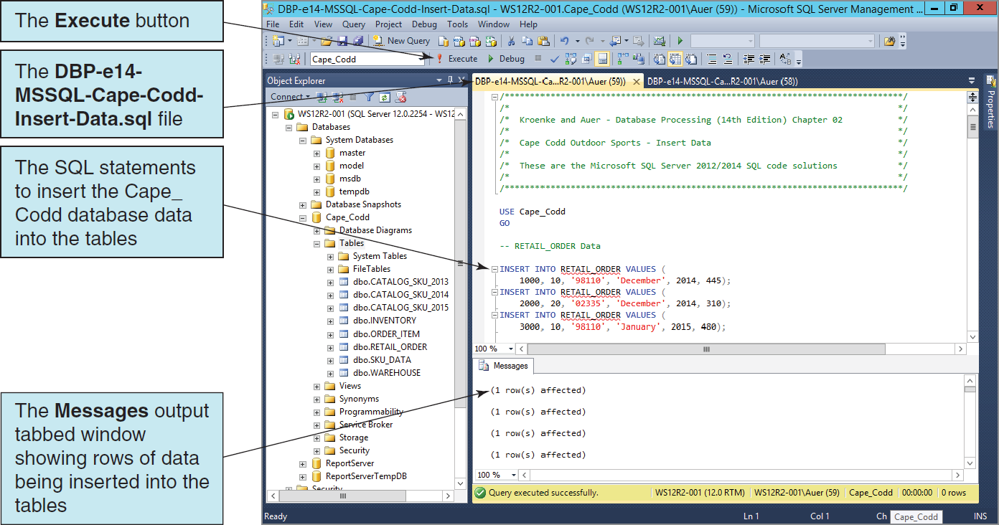 The Execute button
The DBP-e14-
MSSQL-Cape-Codd-
Insert-Data.sql file
The SQL statements
to insert the Cape_
Codd database data
into the tables
The Messages output
tabbed window
showing rows of data
being inserted into the
tables
DBP-e14-MSSQL-Cape-Codd-Insert-Data.sql - WS12R2-001.Cape_Codd (WS12R2-001\Auer (59)) - Microsoft SQL Server Management ...
File Edit View Query Project Debug Tools Window Help
New Query
Cape_Codd Execute Debug
Object Explorer
Connect
WS12R2-001 (SQL Server 12.0.2254 - WS12
Databases
System Databases
master
model
msdb
tempdb
Database Snapshots
Cape_Codd
Database Diagrams
Tables
System Tables
FileTables
dbo.CATALOG_SKU_2013
dbo.CATALOG_SKU_2014
dbo.CATALOG_SKU_2015
dbo.INVENTORY
dbo.ORDER_ITEM
dbo.RETAIL_ORDER
dbo.SKU_DATA
dbo.WAREHOUSE
Views
Synonyms
Programmability
Service Broker
Storage
Security
ReportServer
ReportServerTempDB
Security
DBP-e14-MSSQL-Ca...R2-001\Auer (59)) DBP-e14-MSSQL-Ca...R2-001\Auer (58))
/*******************************************************************************/
/* */
/* Kroenke and Auer - Database Processing (14th Edition) Chapter 02 */
/* */
/* Cape Codd Outdoor Sports - Insert Data */
/* */
/* These are the Microsoft SQL Server 2012/2014 SQL code solutions */
/* */
/*******************************************************************************/
USE Cape_Codd
GO
-- RETAIL_ORDER Data
INSERT INTO RETAIL_ORDER VALUES (
1000, 10, '98110', 'December', 2014, 445);
INSERT INTO RETAIL_ORDER VALUES (
2000, 20, '02335', 'December', 2014, 310);
INSERT INTO RETAIL_ORDER VALUES (
3000, 10, '98110', 'January', 2015, 480);
100 %
Messages
(1 row(s) affected)
(1 row(s) affected)
(1 row(s) affected)
(1 row(s) affected)
100 %
Query executed successfully. WS12R2-001 (12.0 RTM) WS12R2-001\Auer (59) Cape_Codd 00:00:00 0 rows
Properties
Ready Ln 1 Col 1 Ch Cape_Codd INS